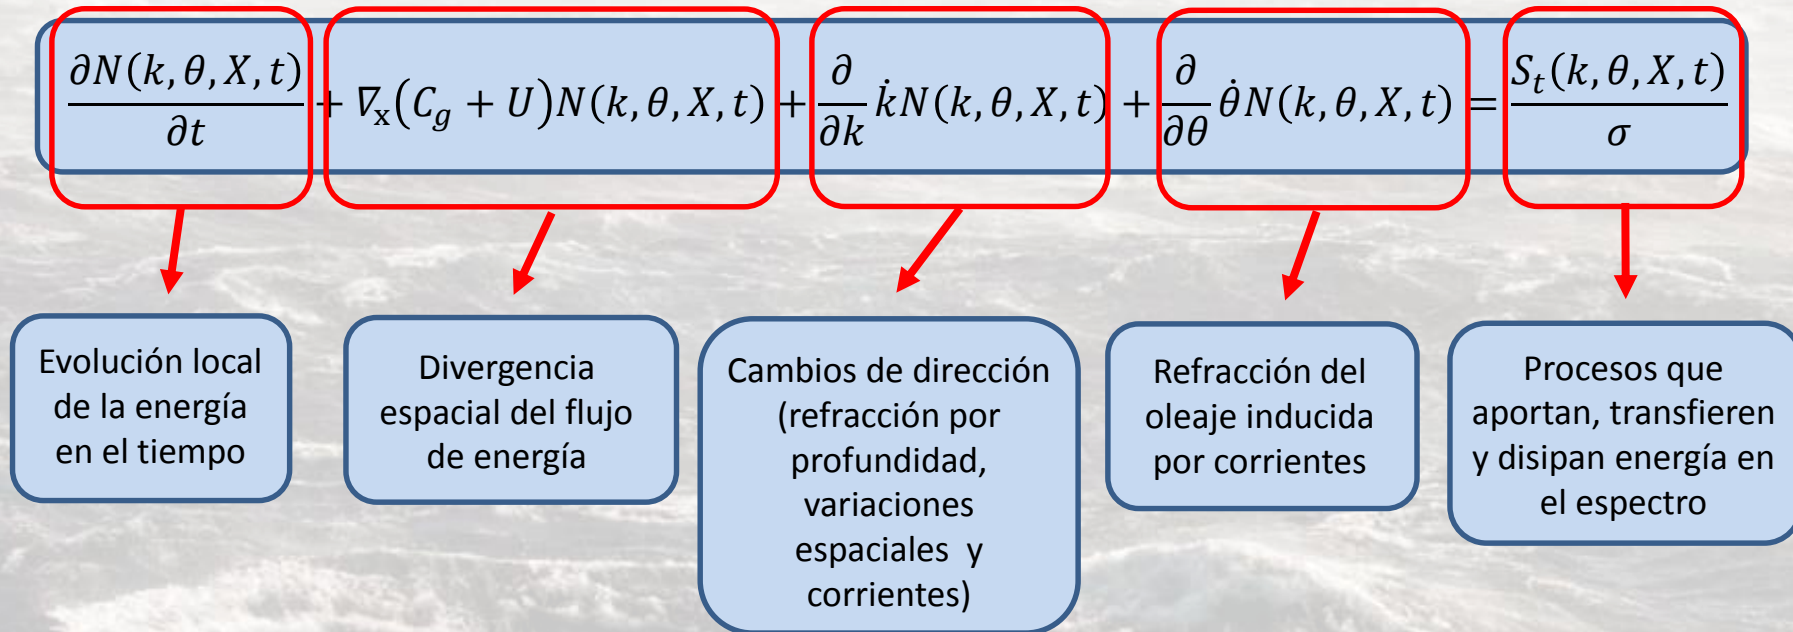 ∂N(k, θ, X, t)/∂t + ∇x(Cg + U)N(k, θ, X, t) + ∂/∂k k̇N(k, θ, X, t) + ∂/∂θ θ̇N(k, θ, X, t) = St(k, θ, X, t)/σ
Evolución local
de la energía
en el tiempo
Divergencia
espacial del flujo
de energía
Cambios de dirección
(refracción por
profundidad,
variaciones
espaciales y
corrientes)
Refracción del
oleaje inducida
por corrientes
Procesos que
aportan, transfieren
y disipan energía en
el espectro